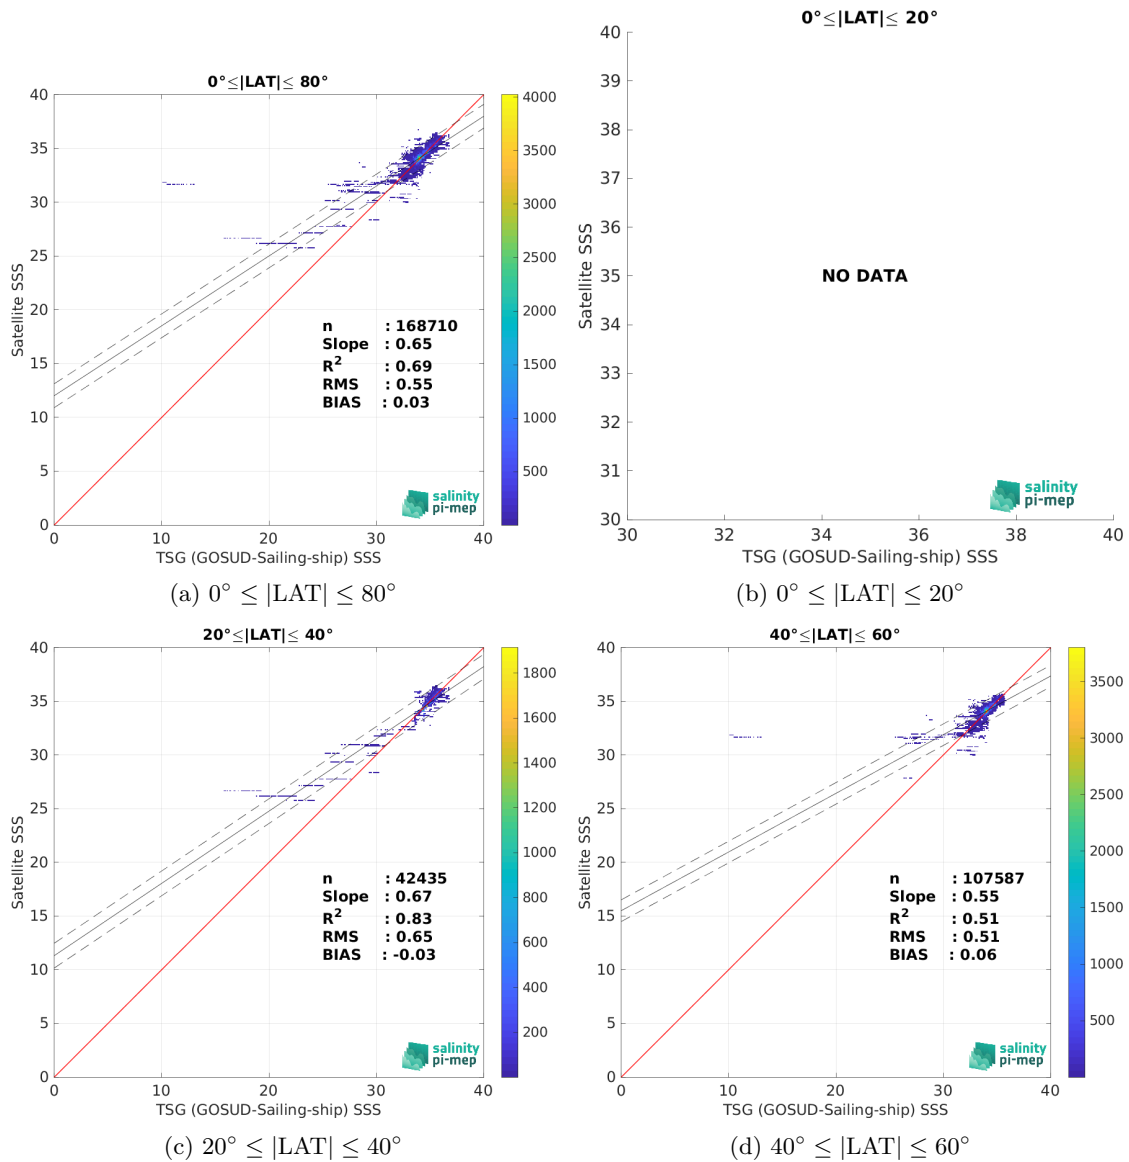 0°≤|LAT|≤ 80°
40
35
30
25
20
15
10
5
0
Satellite SSS
n : 168710
Slope : 0.65
R² : 0.69
RMS : 0.55
BIAS : 0.03
salinity
pi-mep
0 10 20 30 40
TSG (GOSUD-Sailing-ship) SSS
4000
3500
3000
2500
2000
1500
1000
500
(a) 0° ≤ |LAT| ≤ 80°
0°≤|LAT|≤ 20°
40
39
38
37
36
35
34
33
32
31
30
Satellite SSS
NO DATA
salinity
pi-mep
30 32 34 36 38 40
TSG (GOSUD-Sailing-ship) SSS
(b) 0° ≤ |LAT| ≤ 20°
20°≤|LAT|≤ 40°
40
35
30
25
20
15
10
5
0
Satellite SSS
n : 42435
Slope : 0.67
R² : 0.83
RMS : 0.65
BIAS : -0.03
salinity
pi-mep
0 10 20 30 40
TSG (GOSUD-Sailing-ship) SSS
1800
1600
1400
1200
1000
800
600
400
200
(c) 20° ≤ |LAT| ≤ 40°
40°≤|LAT|≤ 60°
40
35
30
25
20
15
10
5
0
Satellite SSS
n : 107587
Slope : 0.55
R² : 0.51
RMS : 0.51
BIAS : 0.06
salinity
pi-mep
0 10 20 30 40
TSG (GOSUD-Sailing-ship) SSS
3500
3000
2500
2000
1500
1000
500
(d) 40° ≤ |LAT| ≤ 60°